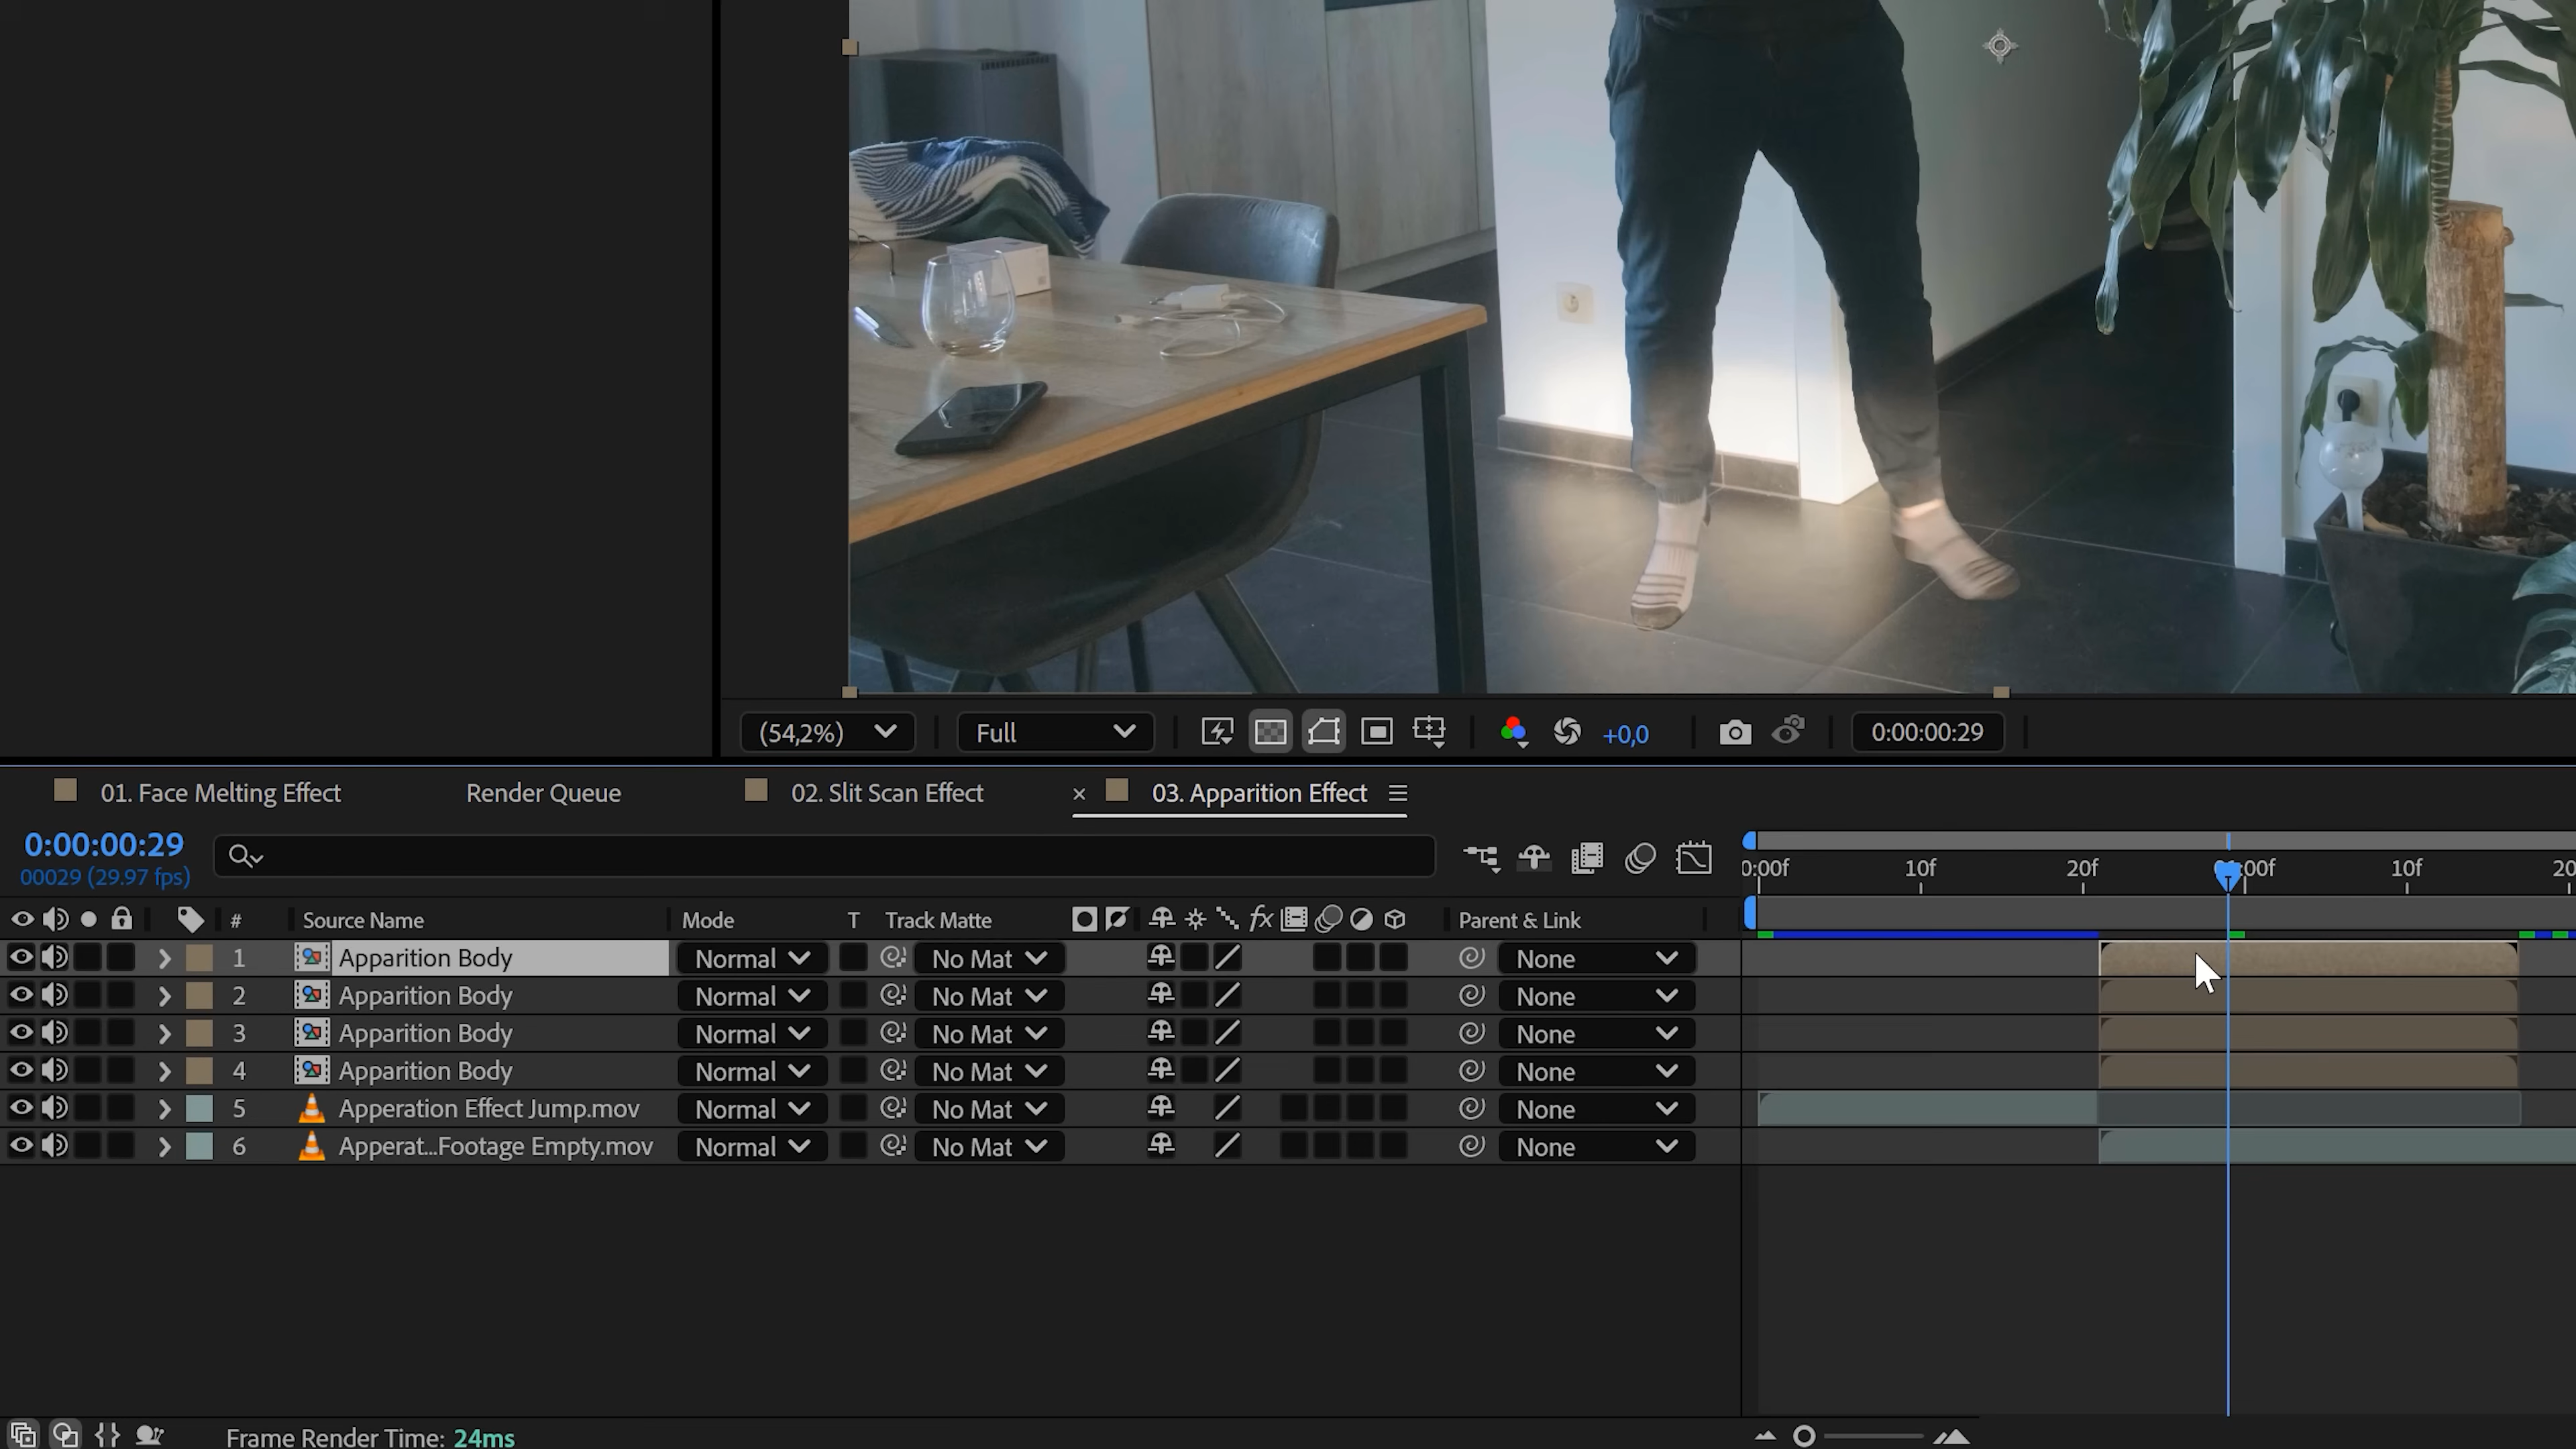 (54,2%) Full +0,0 0:00:00:29
01. Face Melting Effect Render Queue 02. Slit Scan Effect × 03. Apparition Effect
0:00:00:29
00029 (29.97 fps)
0:00f 10f 20f :00f 10f 20
# Source Name Mode T Track Matte fx Parent & Link
1 Apparition Body Normal No Mat None
2 Apparition Body Normal No Mat None
3 Apparition Body Normal No Mat None
4 Apparition Body Normal No Mat None
5 Apperation Effect Jump.mov Normal No Mat None
6 Apperat...Footage Empty.mov Normal No Mat None
Frame Render Time: 24ms